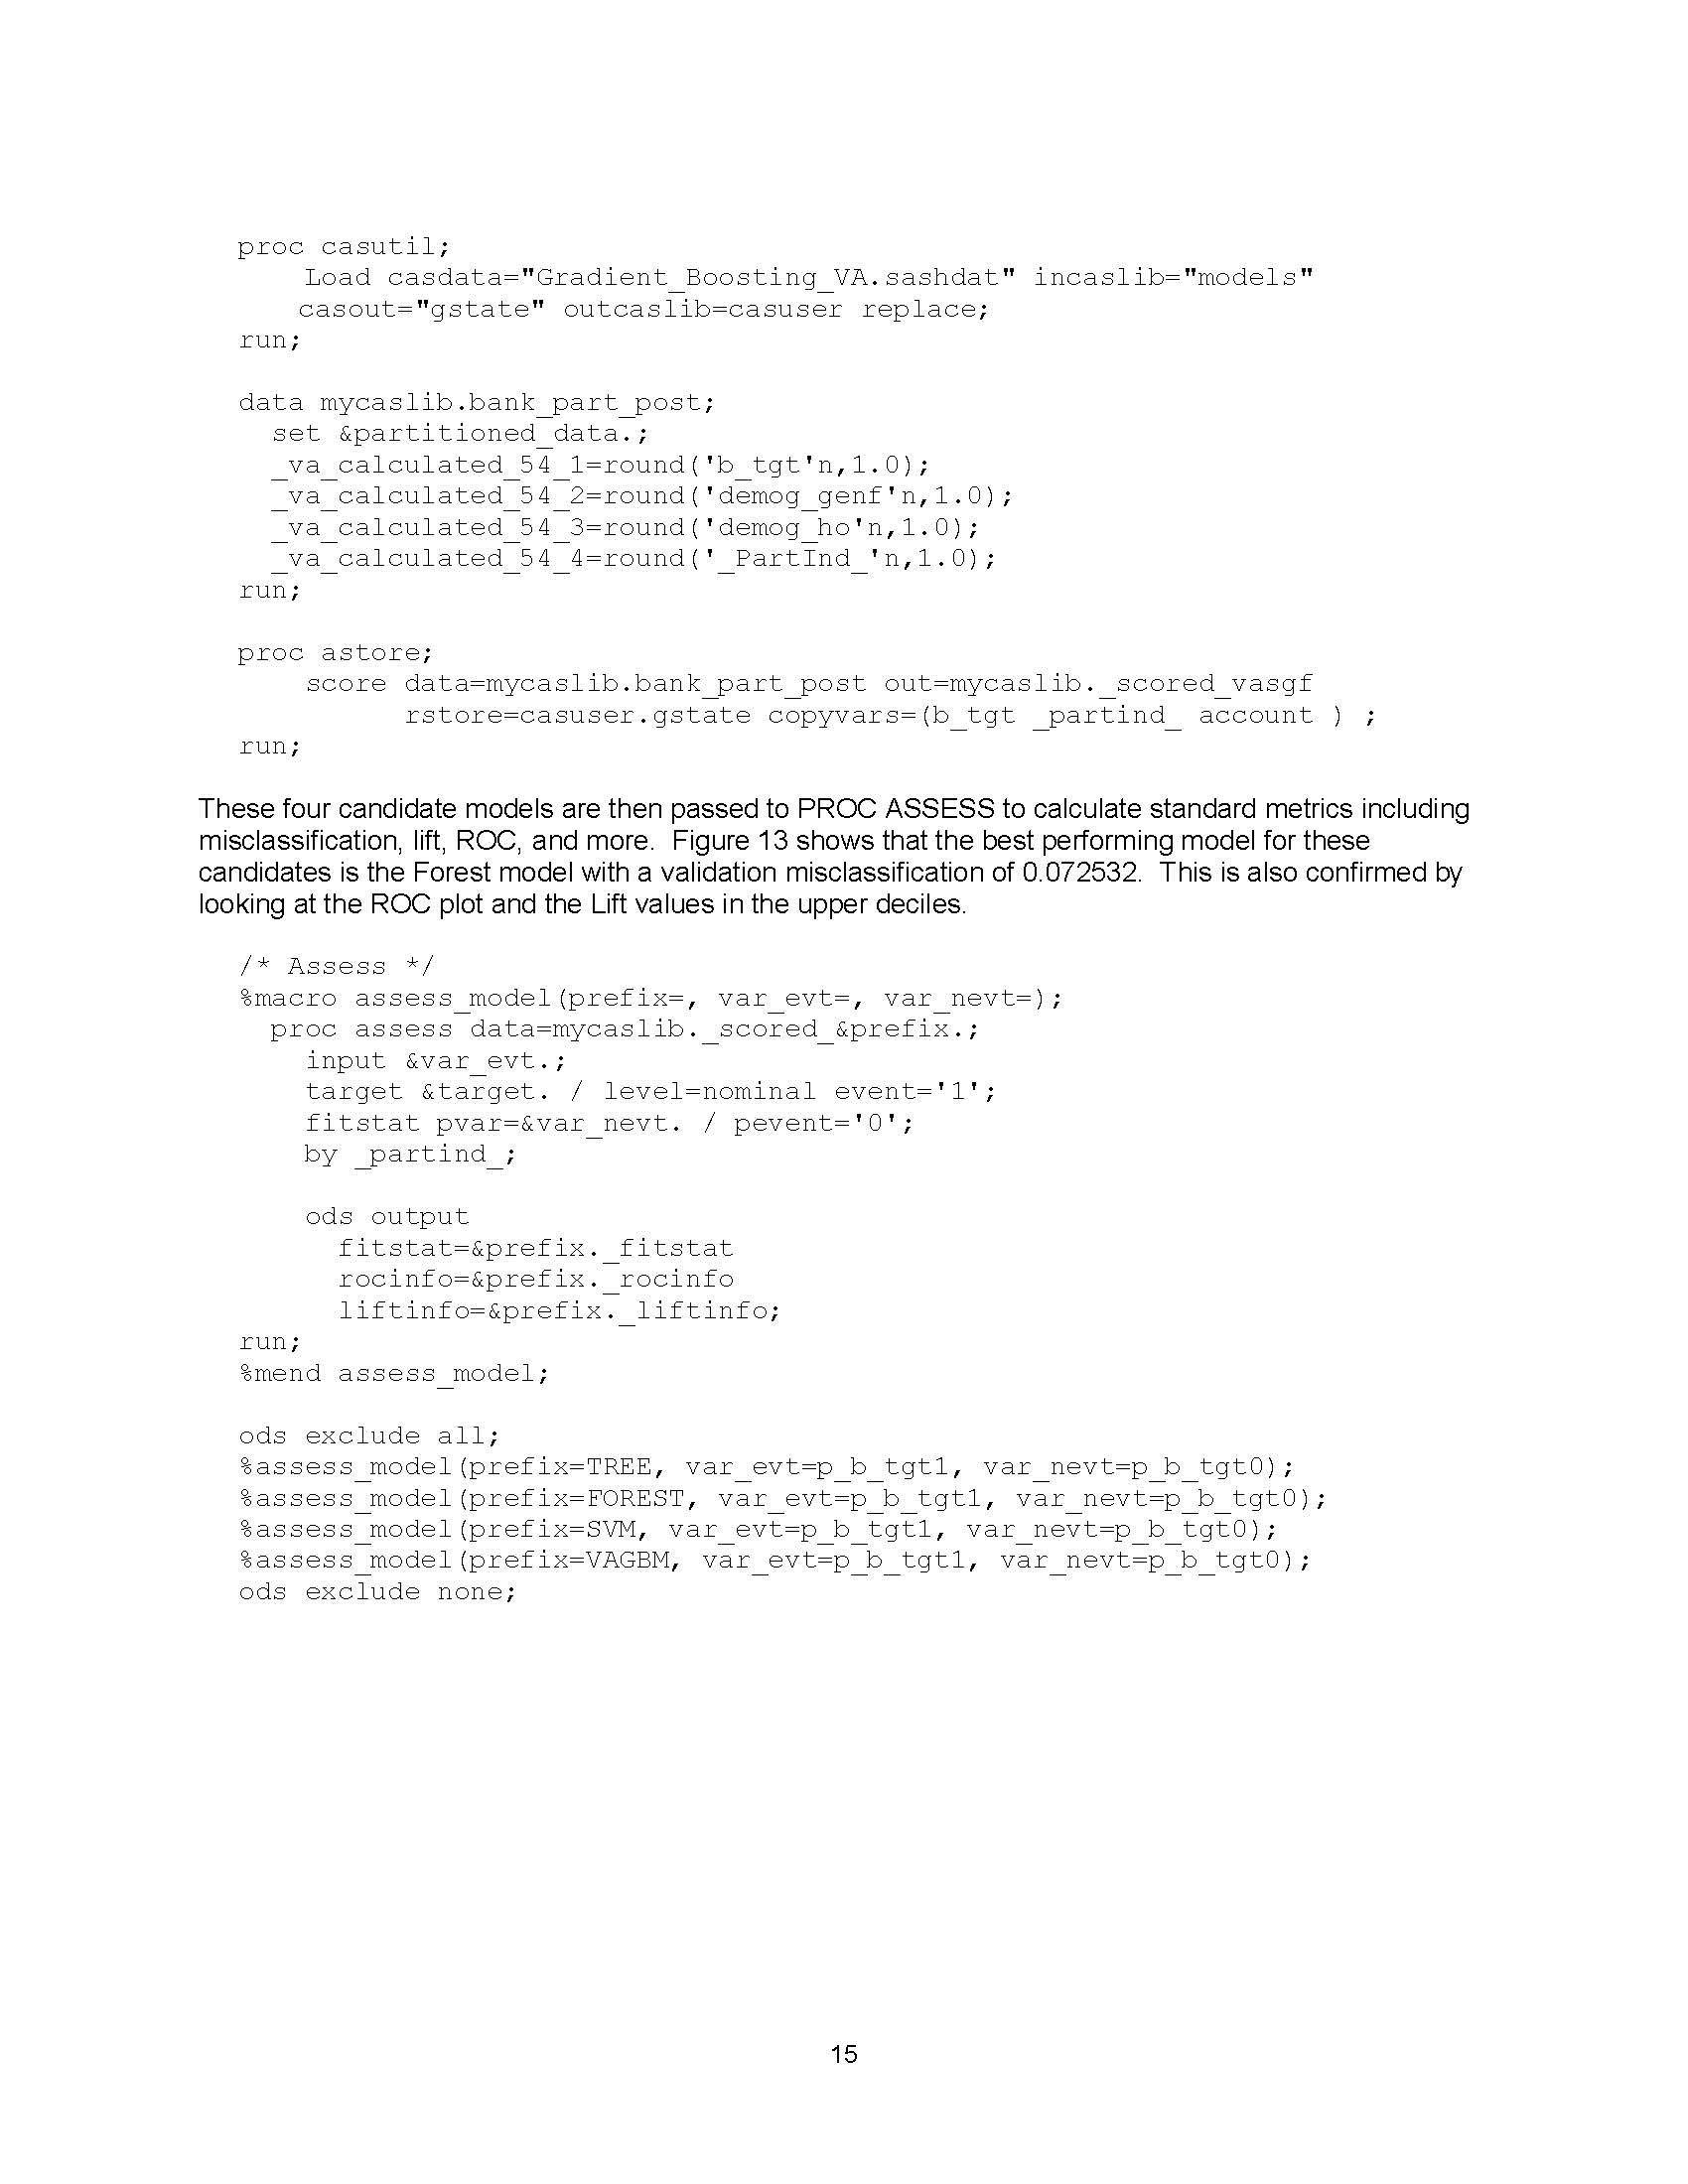 proc casutil;
Load casdata="Gradient_Boosting_VA.sashdat" incaslib="models"
casout="gstate" outcaslib=casuser replace;
run;
data mycaslib.bank_part_post;
set &partitioned_data.;
_va_calculated_54_1=round('b_tgt'n,1.0);
_va_calculated_54_2=round('demog_genf'n,1.0);
_va_calculated_54_3=round('demog_ho'n,1.0);
_va_calculated_54_4=round('_PartInd_'n,1.0);
run;
proc astore;
score data=mycaslib.bank_part_post out=mycaslib._scored_vasgf
rstore=casuser.gstate copyvars=(b_tgt _partind_ account ) ;
run;
These four candidate models are then passed to PROC ASSESS to calculate standard metrics including
misclassification, lift, ROC, and more.  Figure 13 shows that the best performing model for these
candidates is the Forest model with a validation misclassification of 0.072532.  This is also confirmed by
looking at the ROC plot and the Lift values in the upper deciles.
/* Assess */
%macro assess_model(prefix=, var_evt=, var_nevt=);
proc assess data=mycaslib._scored_&prefix.;
input &var_evt.;
target &target. / level=nominal event='1';
fitstat pvar=&var_nevt. / pevent='0';
by _partind_;
ods output
fitstat=&prefix._fitstat
rocinfo=&prefix._rocinfo
liftinfo=&prefix._liftinfo;
run;
%mend assess_model;
ods exclude all;
%assess_model(prefix=TREE, var_evt=p_b_tgt1, var_nevt=p_b_tgt0);
%assess_model(prefix=FOREST, var_evt=p_b_tgt1, var_nevt=p_b_tgt0);
%assess_model(prefix=SVM, var_evt=p_b_tgt1, var_nevt=p_b_tgt0);
%assess_model(prefix=VAGBM, var_evt=p_b_tgt1, var_nevt=p_b_tgt0);
ods exclude none;
15